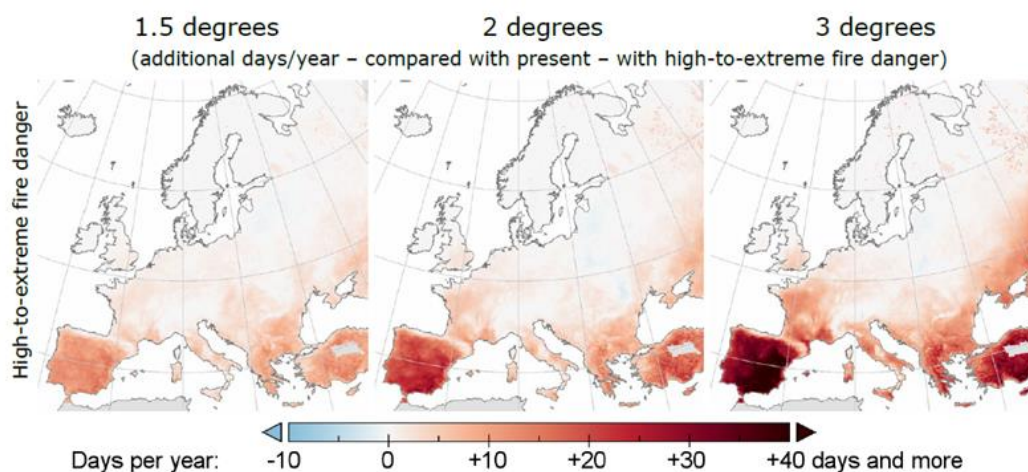 1.5 degrees 2 degrees 3 degrees
(additional days/year – compared with present – with high-to-extreme fire danger)
High-to-extreme fire danger
Days per year: -10 0 +10 +20 +30 +40 days and more